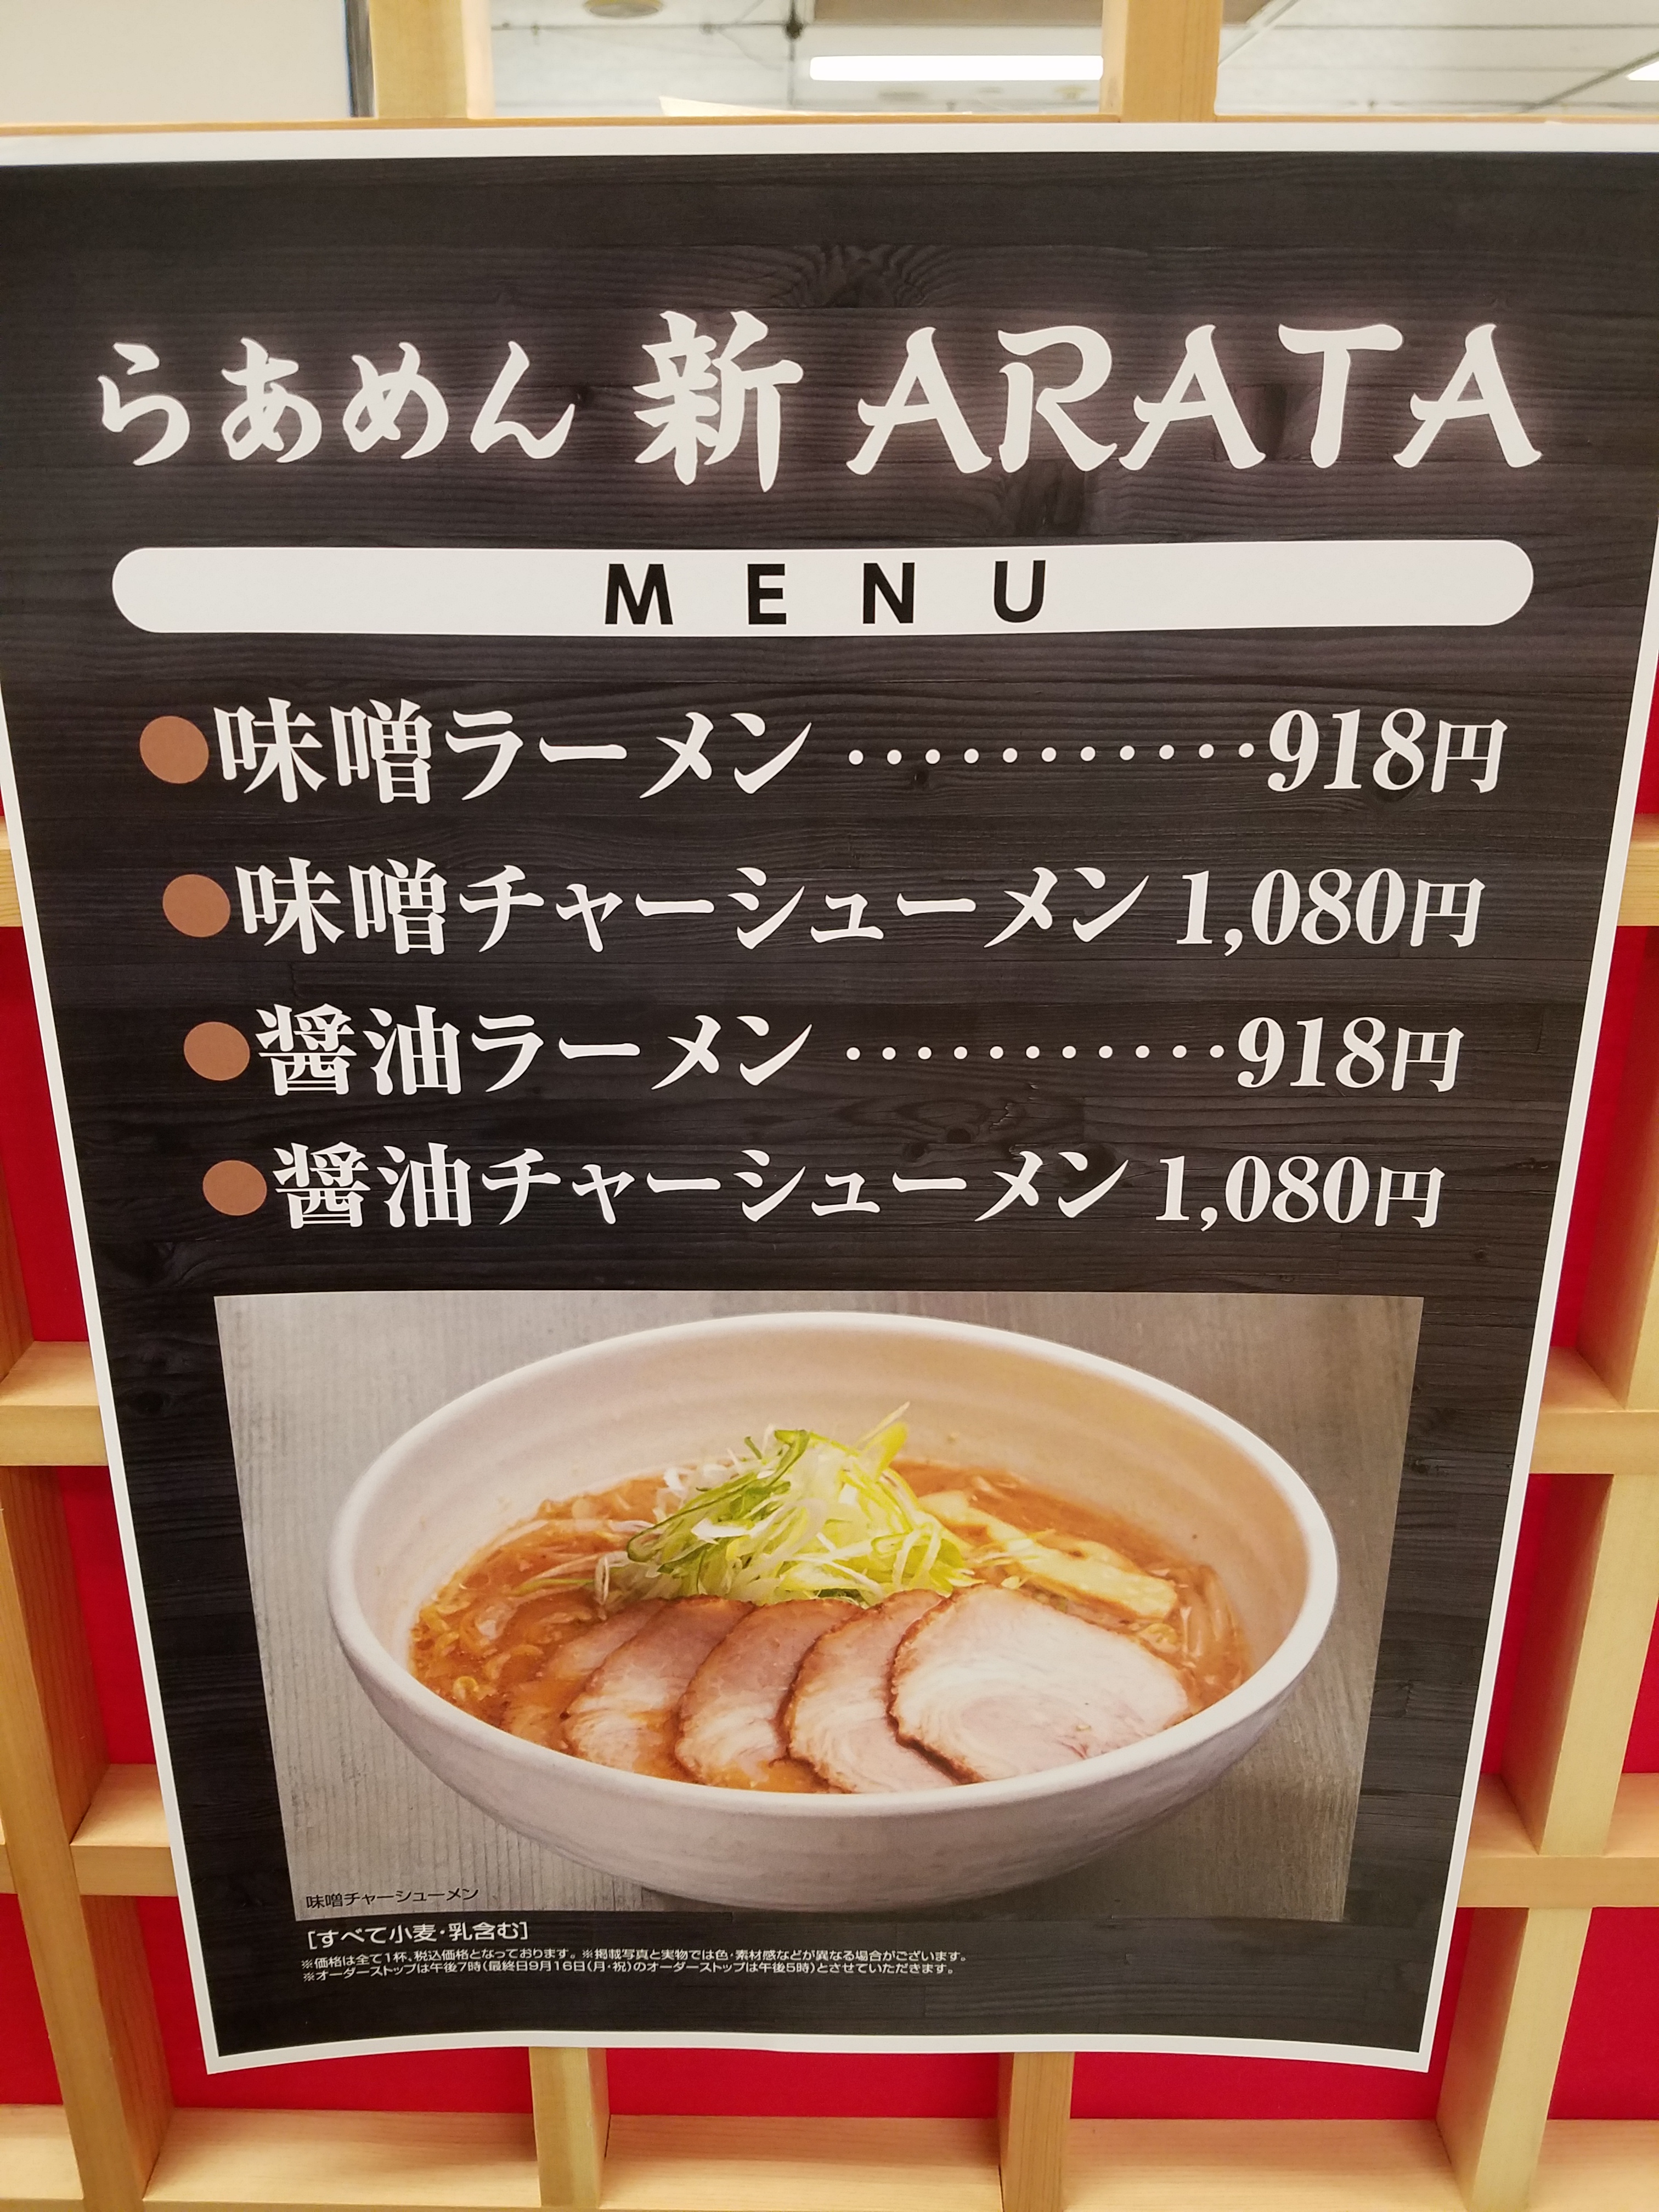 らあめん 新 ARATA
MENU
●味噌ラーメン…………918円
●味噌チャーシューメン 1,080円
●醤油ラーメン…………918円
●醤油チャーシューメン 1,080円
味噌チャーシューメン
[すべて小麦・乳含む]
※価格は全て1杯、税込価格となっております。※掲載写真と実物では色・素材感などが異なる場合がございます。
※オーダーストップは午後7時(最終日9月16日(月・祝)のオーダーストップは午後5時)とさせていただきます。